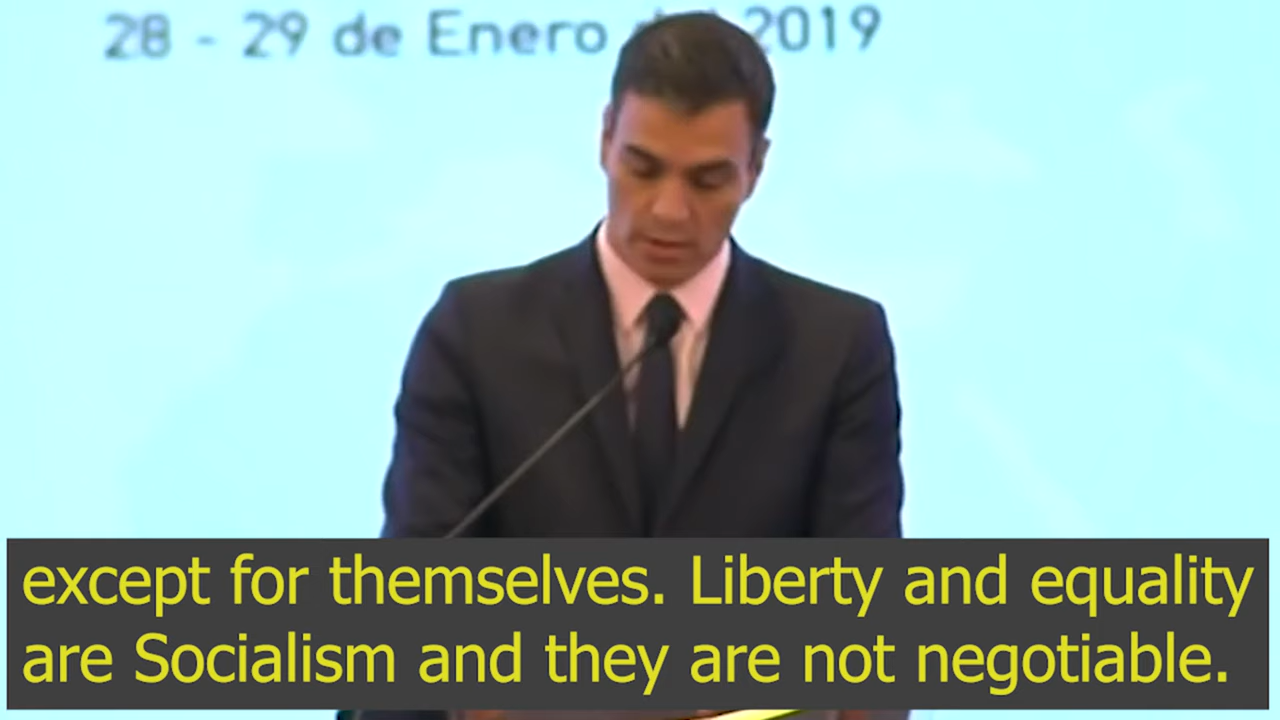 28 - 29 de Enero 2019
except for themselves. Liberty and equality
are Socialism and they are not negotiable.